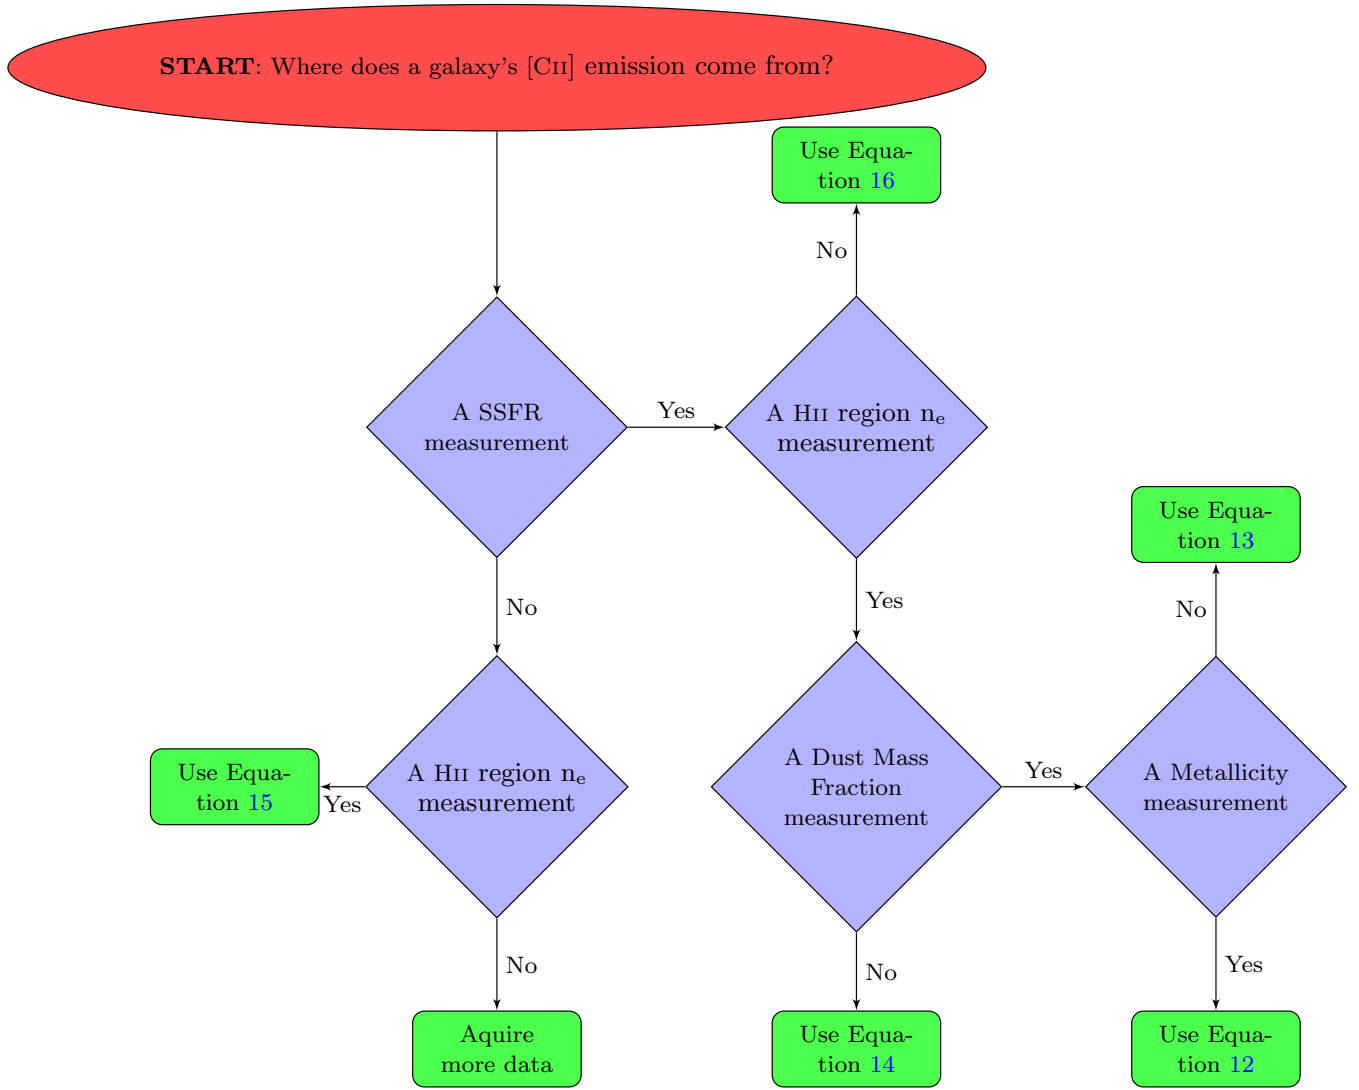 START: Where does a galaxy's [CII] emission come from?
Use Equa-
tion 16
No
A SSFR
measurement
Yes
A HII region nₑ
measurement
No
Yes
Use Equa-
tion 13
No
Use Equa-
tion 15
Yes
A HII region nₑ
measurement
A Dust Mass
Fraction
measurement
Yes
A Metallicity
measurement
No
No
Yes
Aquire
more data
Use Equa-
tion 14
Use Equa-
tion 12